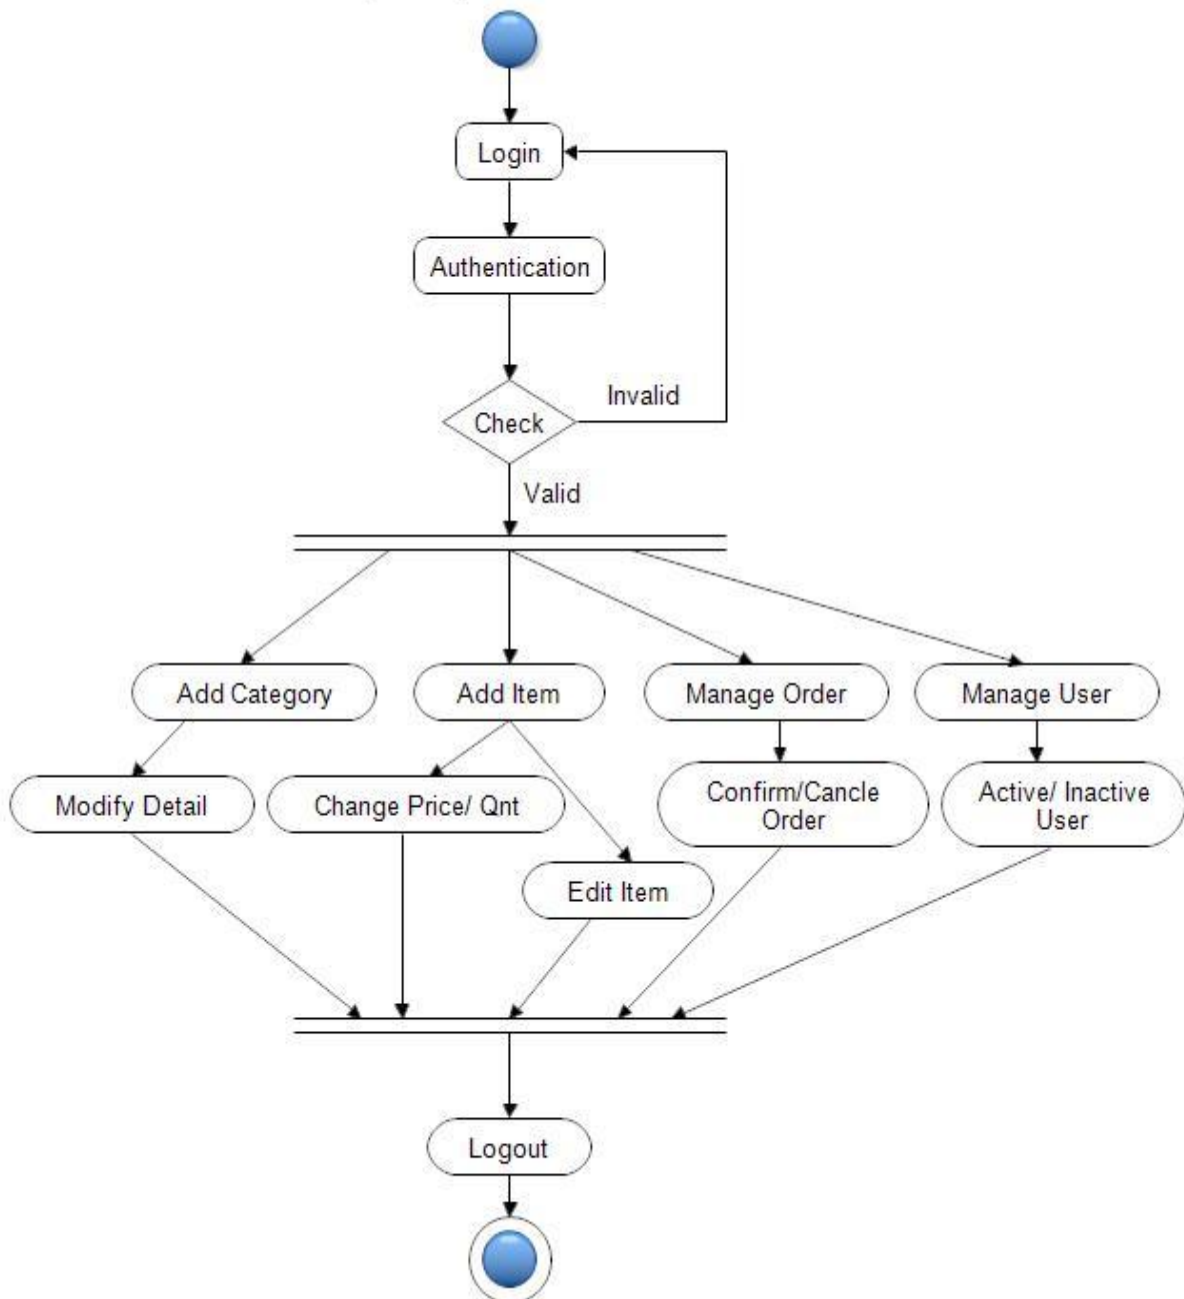 Login
Authentication
Check
Invalid
Valid
Add Category
Add Item
Manage Order
Manage User
Modify Detail
Change Price/ Qnt
Confirm/Cancle
Order
Active/ Inactive
User
Edit Item
Logout